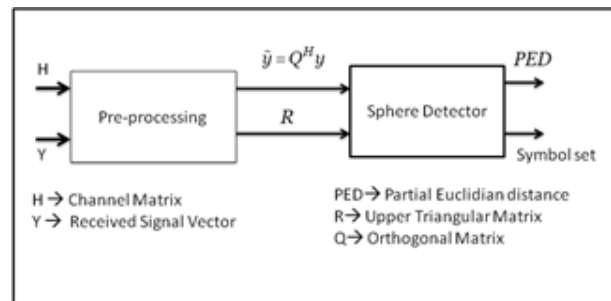 H
Y
Pre-processing
ỹ = Q^H y
R
Sphere Detector
PED
Symbol set
H → Channel Matrix
Y → Received Signal Vector
PED→ Partial Euclidian distance
R→ Upper Triangular Matrix
Q→ Orthogonal Matrix